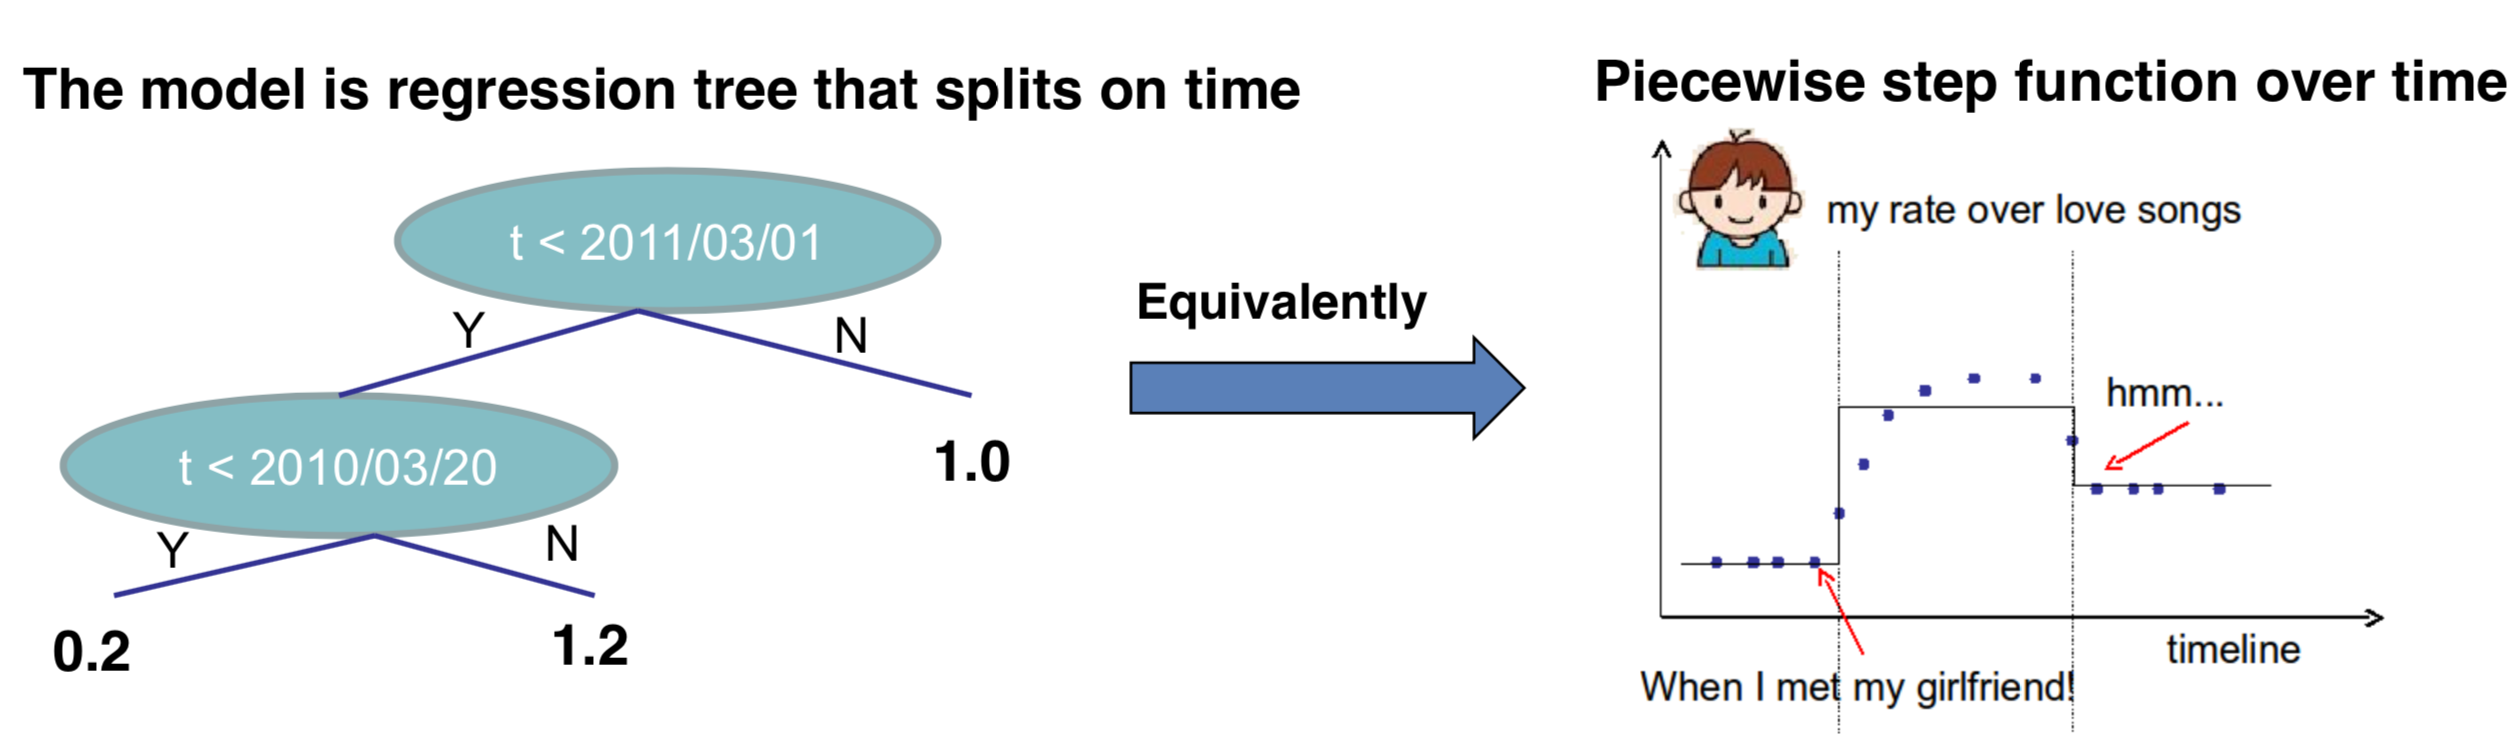 The model is regression tree that splits on time
t < 2011/03/01
Y
N
t < 2010/03/20
1.0
Y
N
0.2
1.2
Equivalently
Piecewise step function over time
my rate over love songs
hmm...
timeline
When I met my girlfriend!